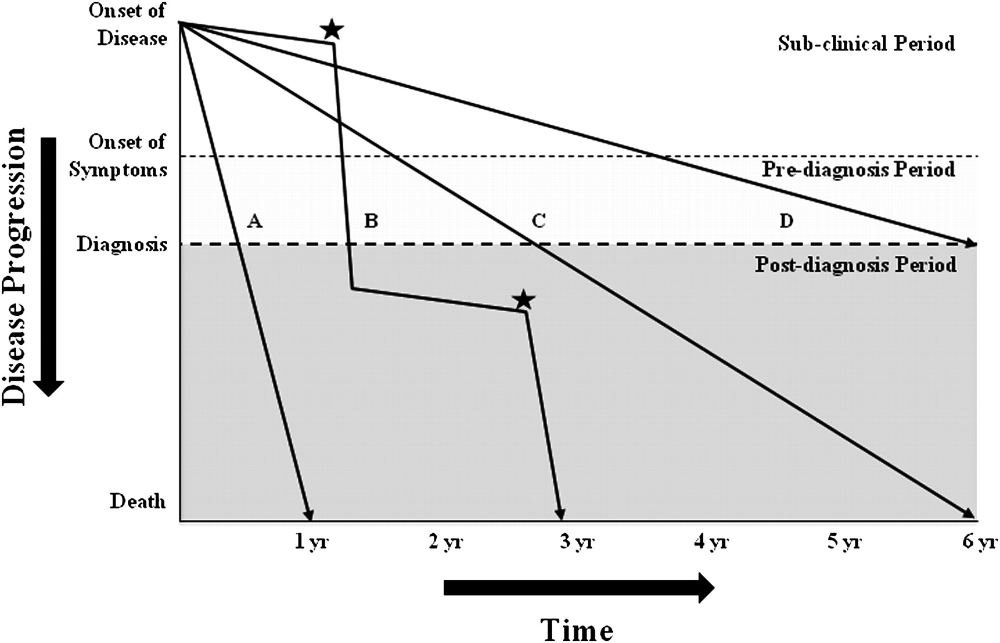 Onset of
Disease
Sub-clinical Period
Onset of
Symptoms
Pre-diagnosis Period
A
B
C
D
Diagnosis
Post-diagnosis Period
Disease Progression
Death
1 yr
2 yr
3 yr
4 yr
5 yr
6 yr
Time